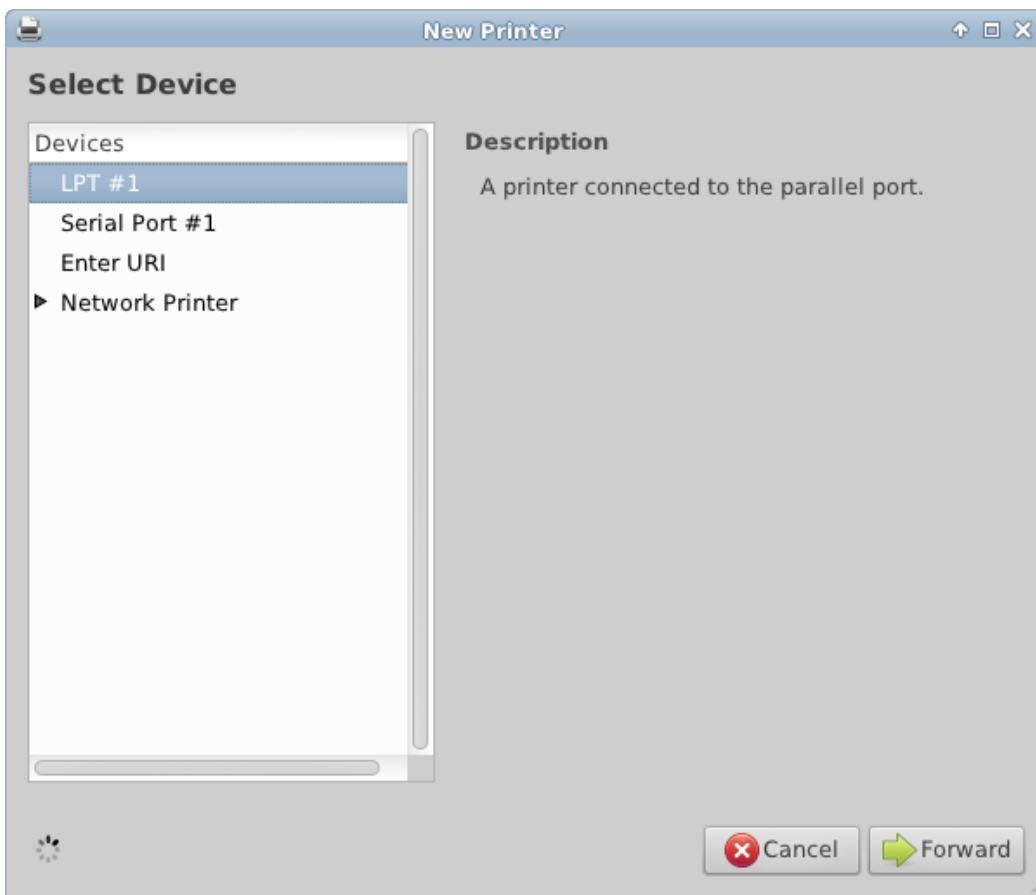 New Printer
Select Device
Devices
LPT #1
Serial Port #1
Enter URI
Network Printer
Description
A printer connected to the parallel port.
Cancel
Forward